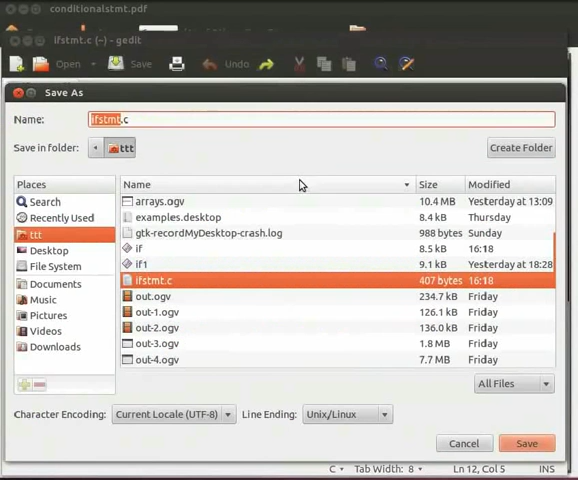 conditionalstmt.pdf
ifstmt.c (~) - gedit
Open Save Undo
Save As
Name: ifstmt.c
Save in folder: ttt Create Folder
Places Name Size Modified
Search arrays.ogv 10.4 MB Yesterday at 13:09
Recently Used examples.desktop 8.4 kB Thursday
ttt gtk-recordMyDesktop-crash.log 988 bytes Sunday
Desktop if 8.5 kB 16:18
File System if1 9.1 kB Yesterday at 18:28
ifstmt.c 407 bytes 16:18
Documents out.ogv 234.7 kB Friday
Music out-1.ogv 126.1 kB Friday
Pictures out-2.ogv 136.0 kB Friday
Videos out-3.ogv 1.8 MB Friday
Downloads out-4.ogv 7.7 MB Friday
All Files
Character Encoding: Current Locale (UTF-8) Line Ending: Unix/Linux
Cancel Save
C Tab Width: 8 Ln 12, Col 5 INS